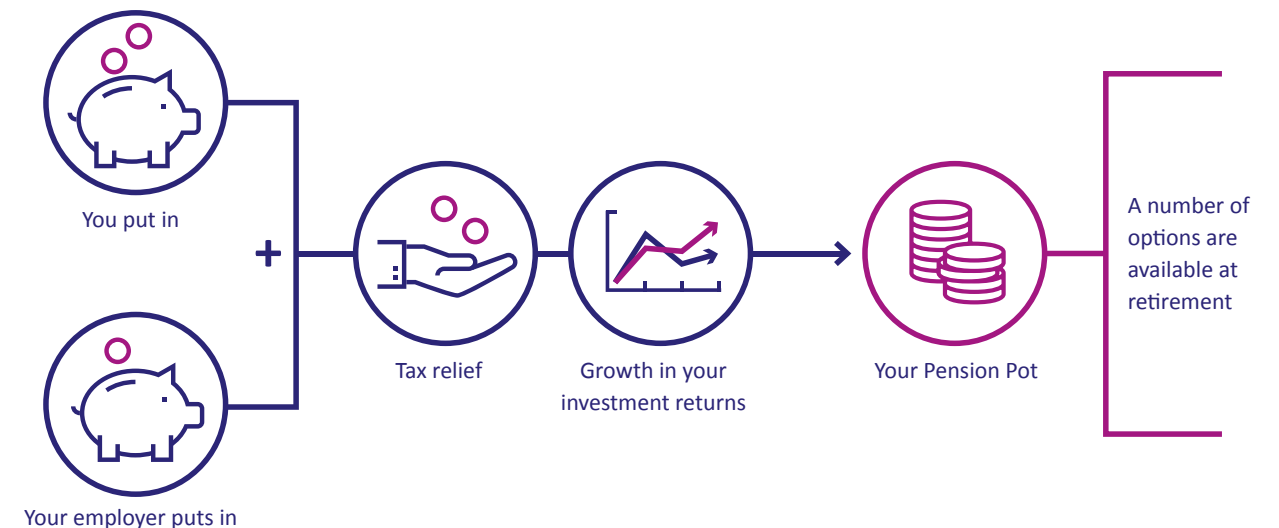 You put in
+
Your employer puts in
Tax relief
Growth in your
investment returns
Your Pension Pot
A number of
options are
available at
retirement